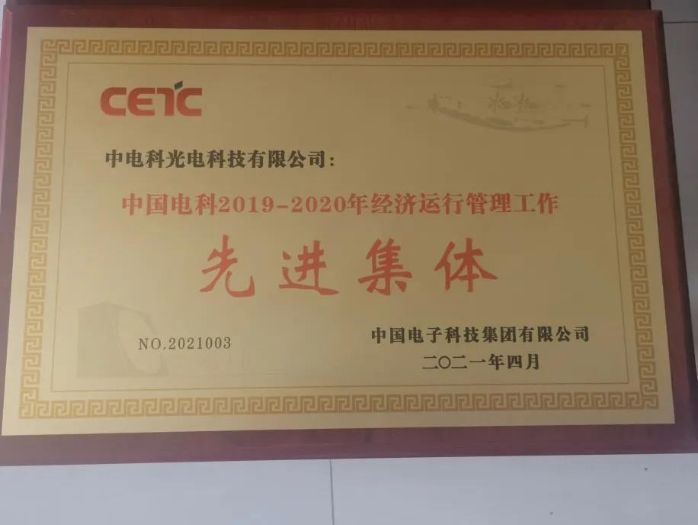 CETC
中电科光电科技有限公司：
中国电科2019-2020年经济运行管理工作
先进集体
NO.2021003
中国电子科技集团有限公司
二〇二一年四月